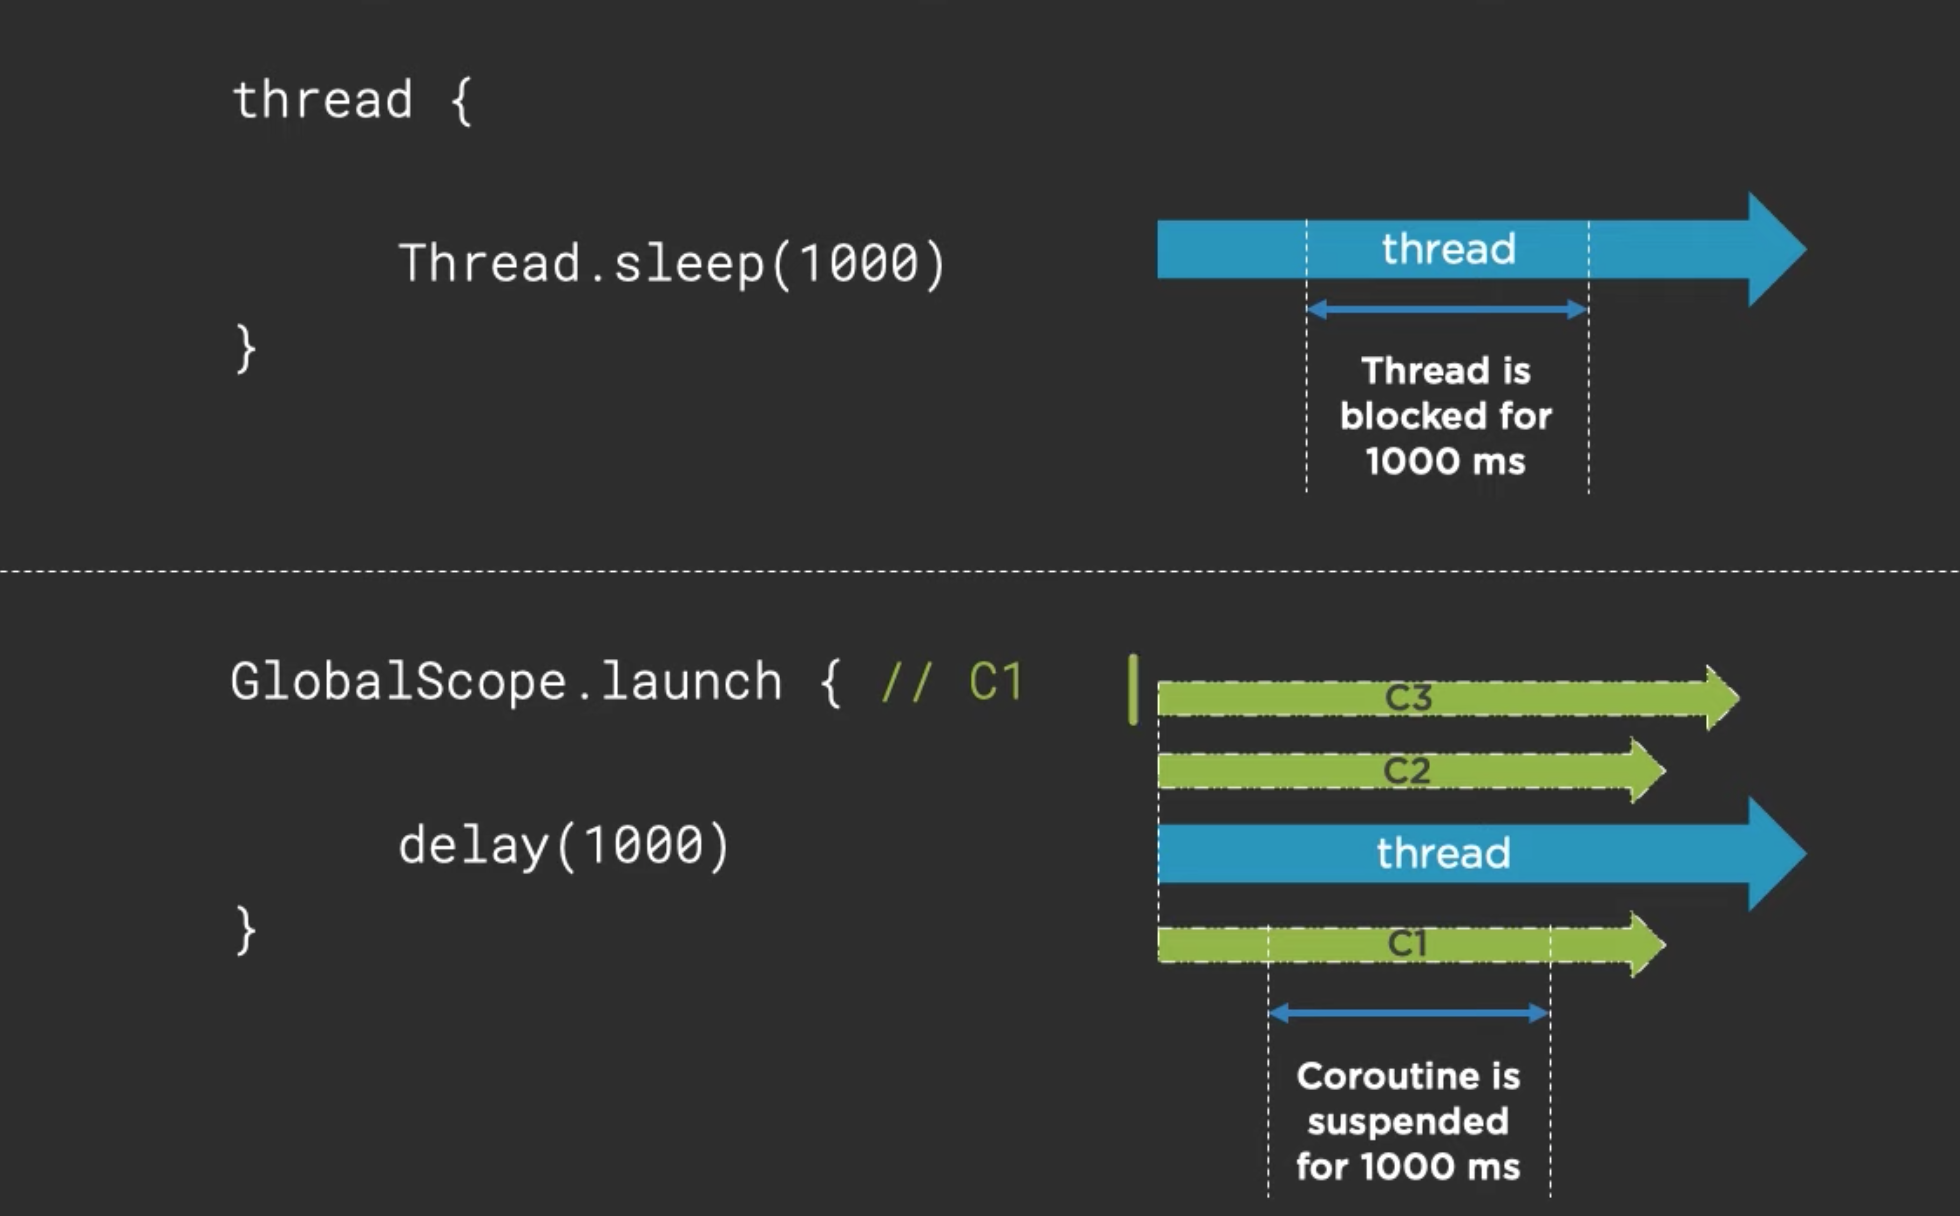 thread {
Thread.sleep(1000)
}
thread
Thread is
blocked for
1000 ms
GlobalScope.launch { // C1
delay(1000)
}
C3
C2
thread
C1
Coroutine is
suspended
for 1000 ms